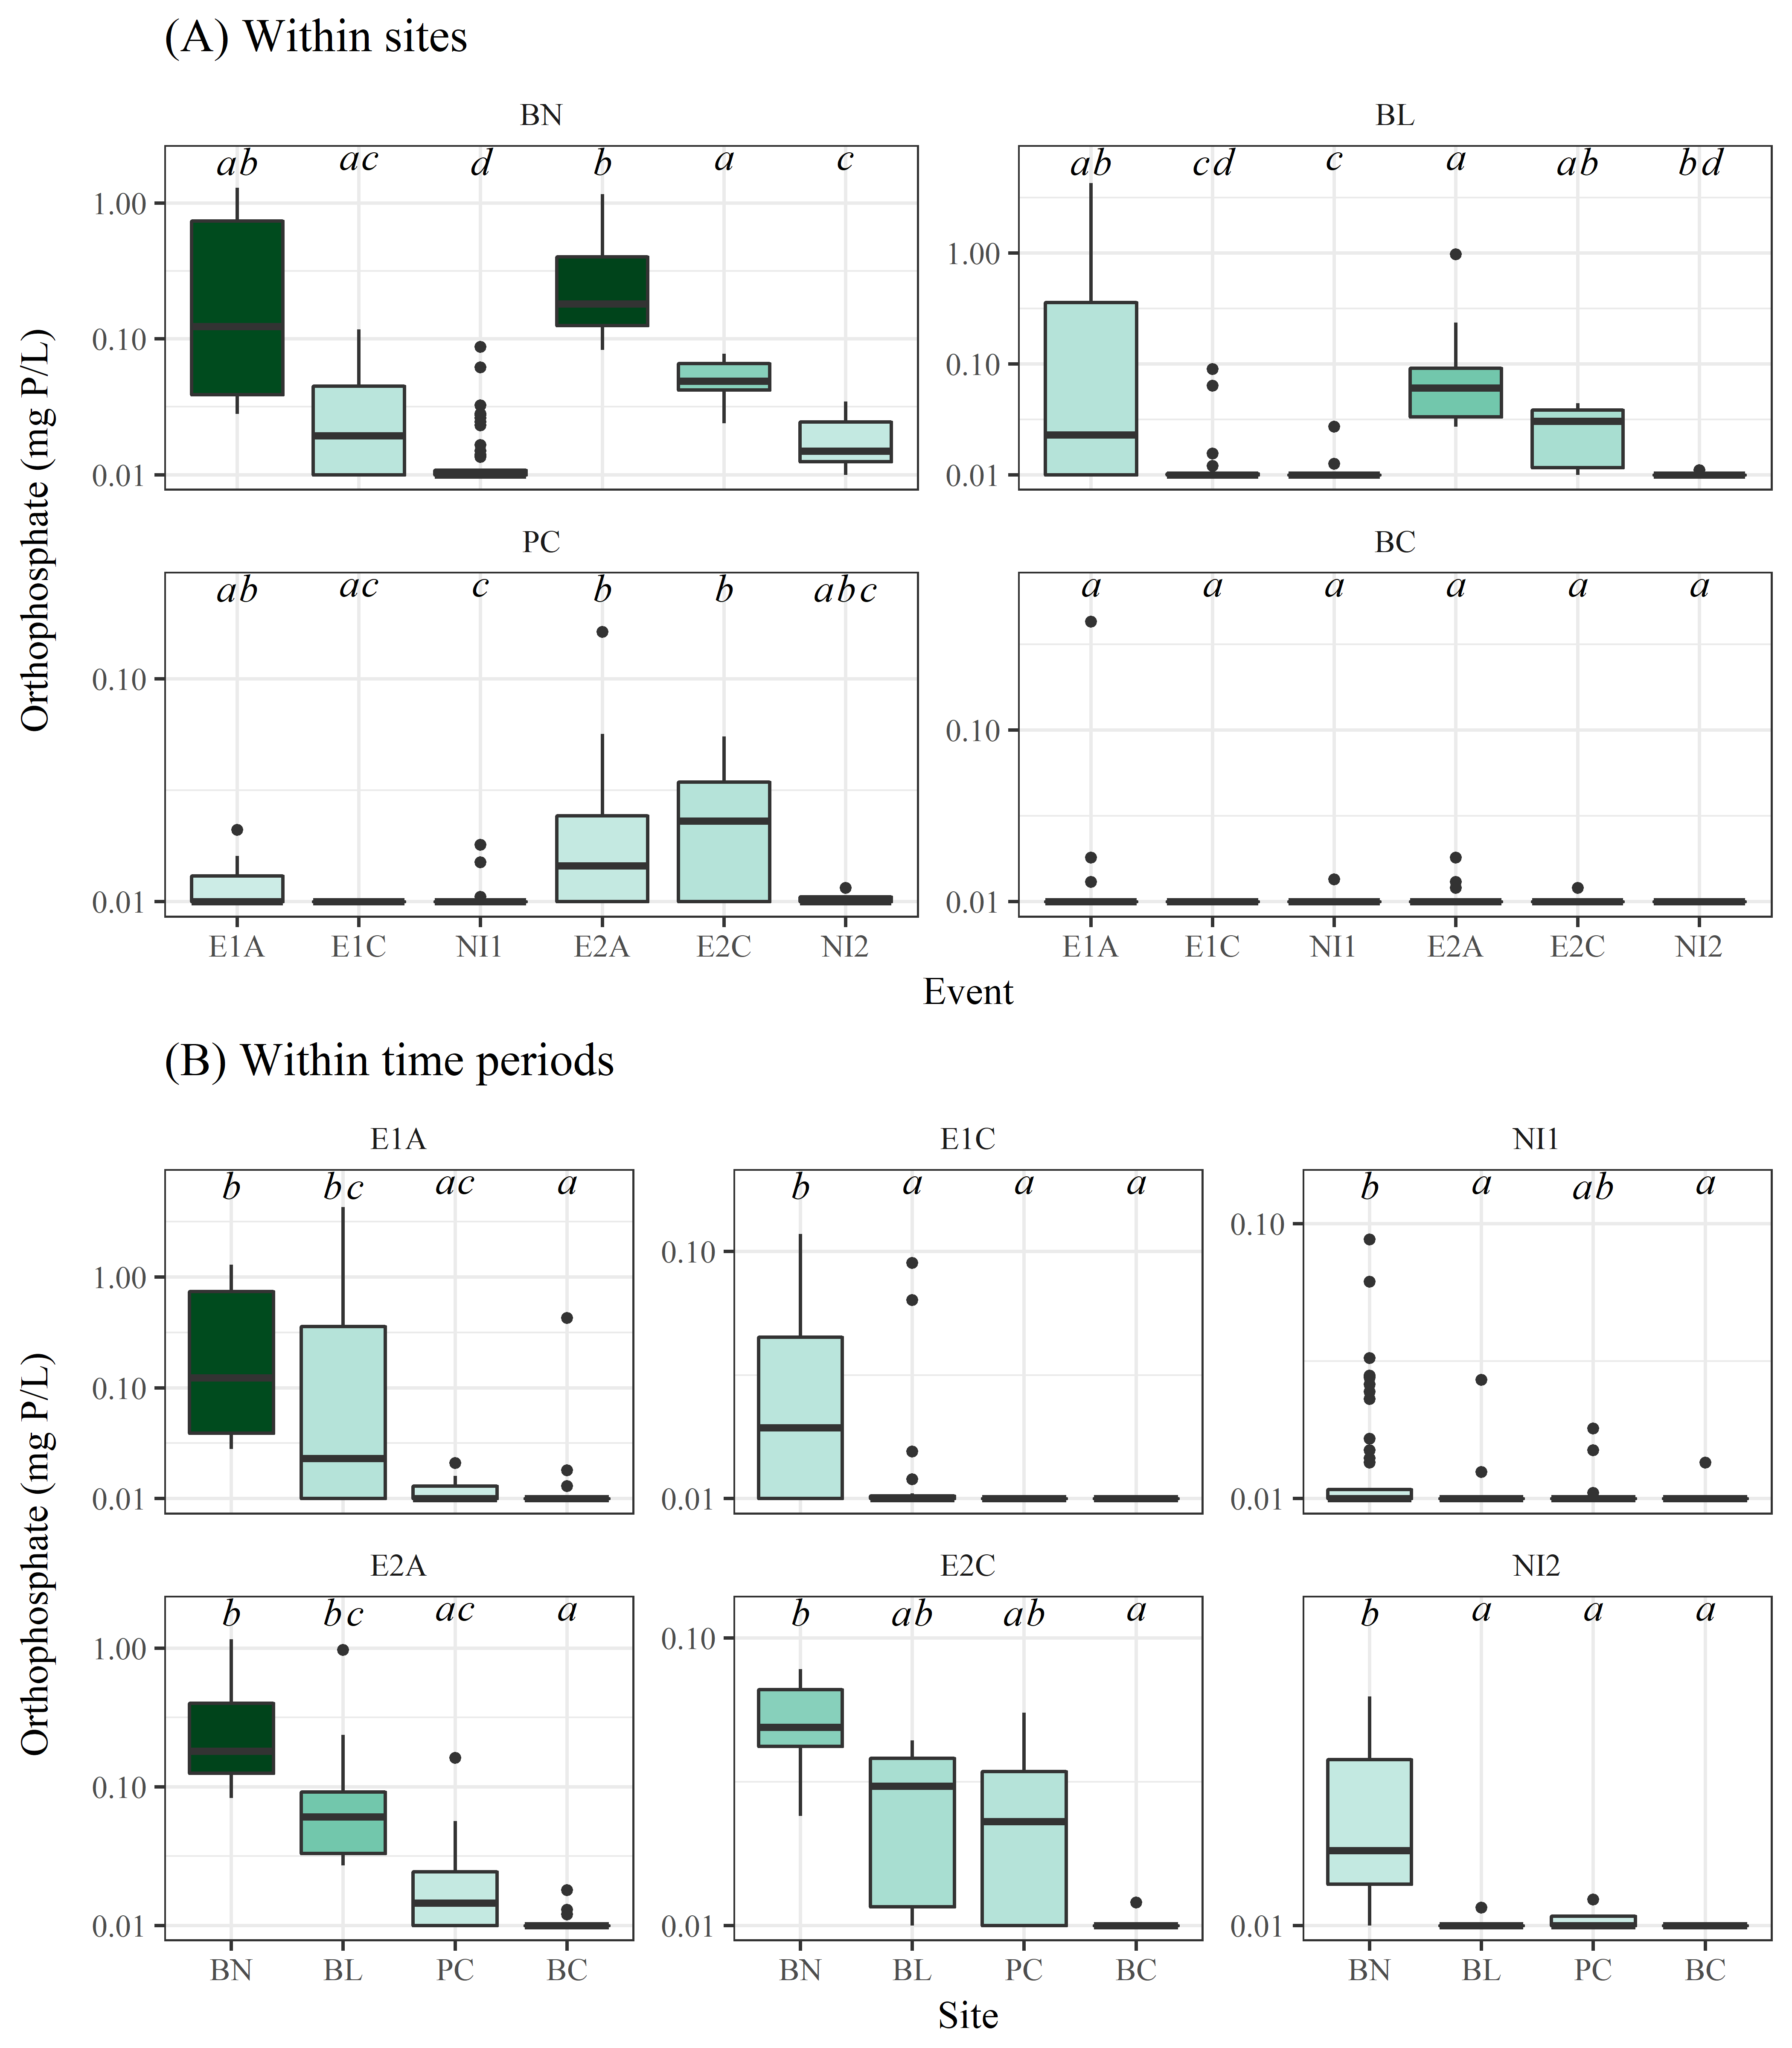 (A) Within sites
BN
BL
ab ac d b a c
ab cd c a ab bd
1.00
0.10
0.01
1.00
0.10
0.01
PC
BC
ab ac c b b abc
a a a a a a
0.10
0.01
0.10
0.01
E1A E1C NI1 E2A E2C NI2
E1A E1C NI1 E2A E2C NI2
Orthophosphate (mg P/L)
Event
(B) Within time periods
E1A
E1C
NI1
b bc ac a
b a a a
b a ab a
1.00
0.10
0.01
0.10
0.01
0.10
0.01
E2A
E2C
NI2
b bc ac a
b ab ab a
b a a a
1.00
0.10
0.01
0.10
0.01
0.01
BN BL PC BC
BN BL PC BC
BN BL PC BC
Orthophosphate (mg P/L)
Site